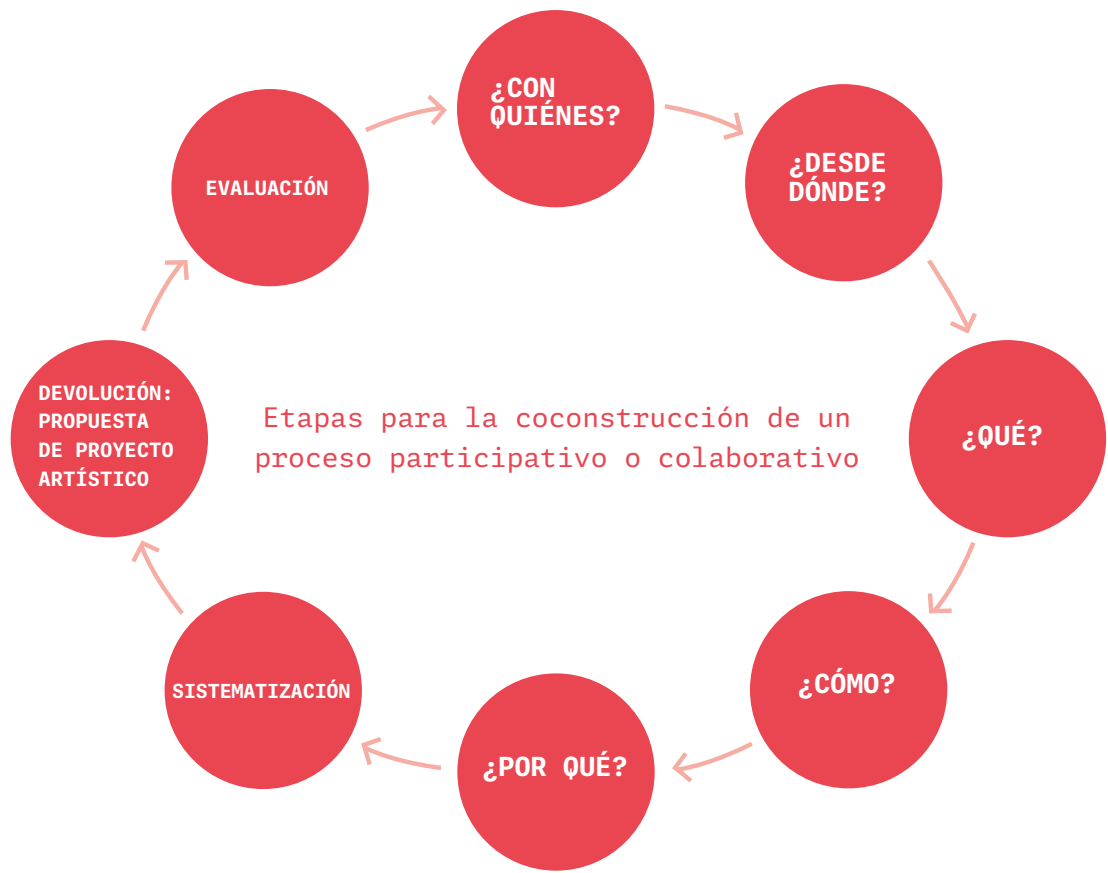 ¿CON
QUIÉNES?
¿DESDE
DÓNDE?
¿QUÉ?
¿CÓMO?
¿POR QUÉ?
SISTEMATIZACIÓN
DEVOLUCIÓN:
PROPUESTA
DE PROYECTO
ARTÍSTICO
EVALUACIÓN
Etapas para la coconstrucción de un
proceso participativo o colaborativo